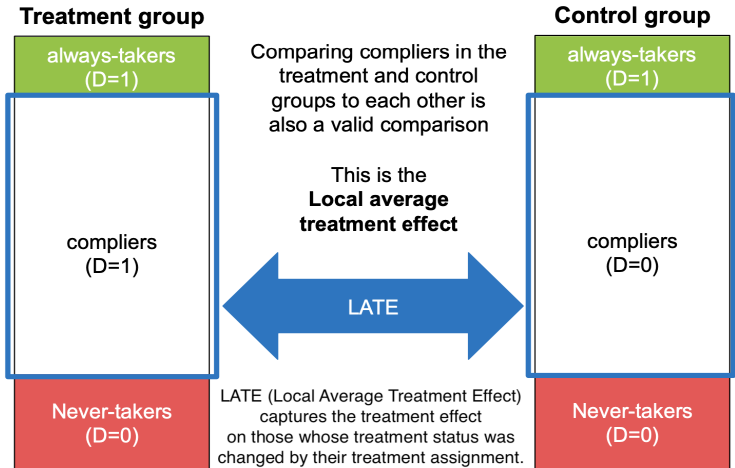 Treatment group
Control group
always-takers
(D=1)
Comparing compliers in the
treatment and control
groups to each other is
also a valid comparison
always-takers
(D=1)
This is the
Local average
treatment effect
compliers
(D=1)
compliers
(D=0)
LATE
Never-takers
(D=0)
LATE (Local Average Treatment Effect)
captures the treatment effect
on those whose treatment status was
changed by their treatment assignment.
Never-takers
(D=0)